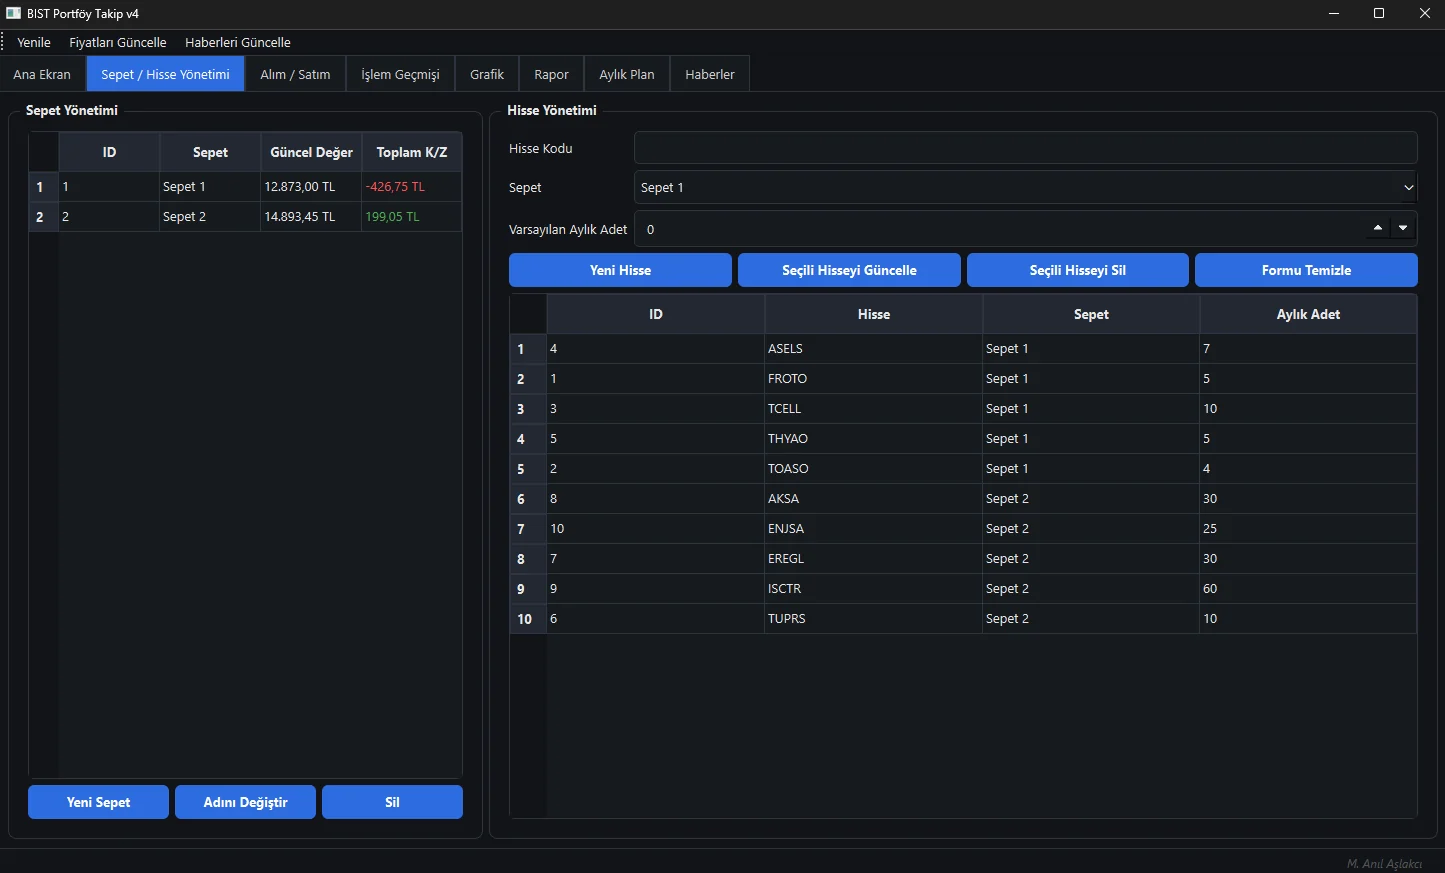 BIST Portföy Takip v4
Yenile Fiyatları Güncelle Haberleri Güncelle
Ana Ekran Sepet / Hisse Yönetimi Alım / Satım İşlem Geçmişi Grafik Rapor Aylık Plan Haberler
Sepet Yönetimi
ID Sepet Güncel Değer Toplam K/Z
1 1 Sepet 1 12.873,00 TL -426,75 TL
2 2 Sepet 2 14.893,45 TL 199,05 TL
Yeni Sepet Adını Değiştir Sil
Hisse Yönetimi
Hisse Kodu
Sepet Sepet 1
Varsayılan Aylık Adet 0
Yeni Hisse Seçili Hisseyi Güncelle Seçili Hisseyi Sil Formu Temizle
ID Hisse Sepet Aylık Adet
1 4 ASELS Sepet 1 7
2 1 FROTO Sepet 1 5
3 3 TCELL Sepet 1 10
4 5 THYAO Sepet 1 5
5 2 TOASO Sepet 1 4
6 8 AKSA Sepet 2 30
7 10 ENJSA Sepet 2 25
8 7 EREGL Sepet 2 30
9 9 ISCTR Sepet 2 60
10 6 TUPRS Sepet 2 10
M. Anıl Aşlakcı